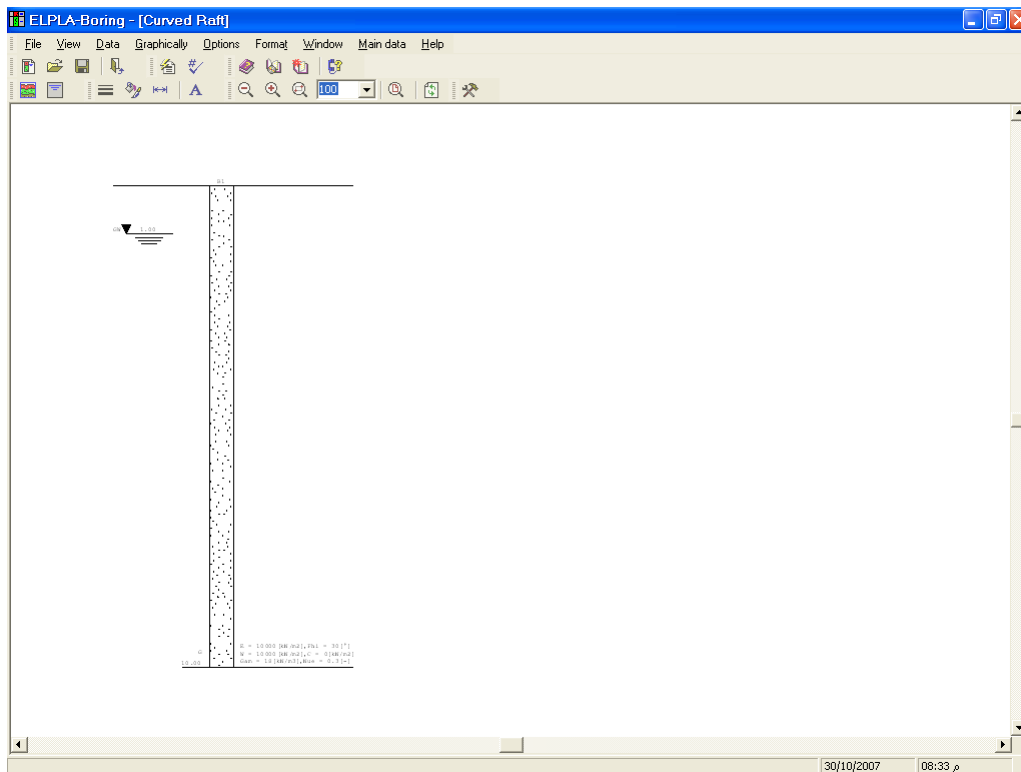 ELPLA-Boring - [Curved Raft]
File View Data Graphically Options Format Window Main data Help
100
B1
GW 1.00
E = 10000 [kN/m2],Phi = 30[°]
W = 10000 [kN/m2],C = 0[kN/m2]
Gam = 18[kN/m3],Nue = 0.3[-]
10.00
30/10/2007 08:33 م